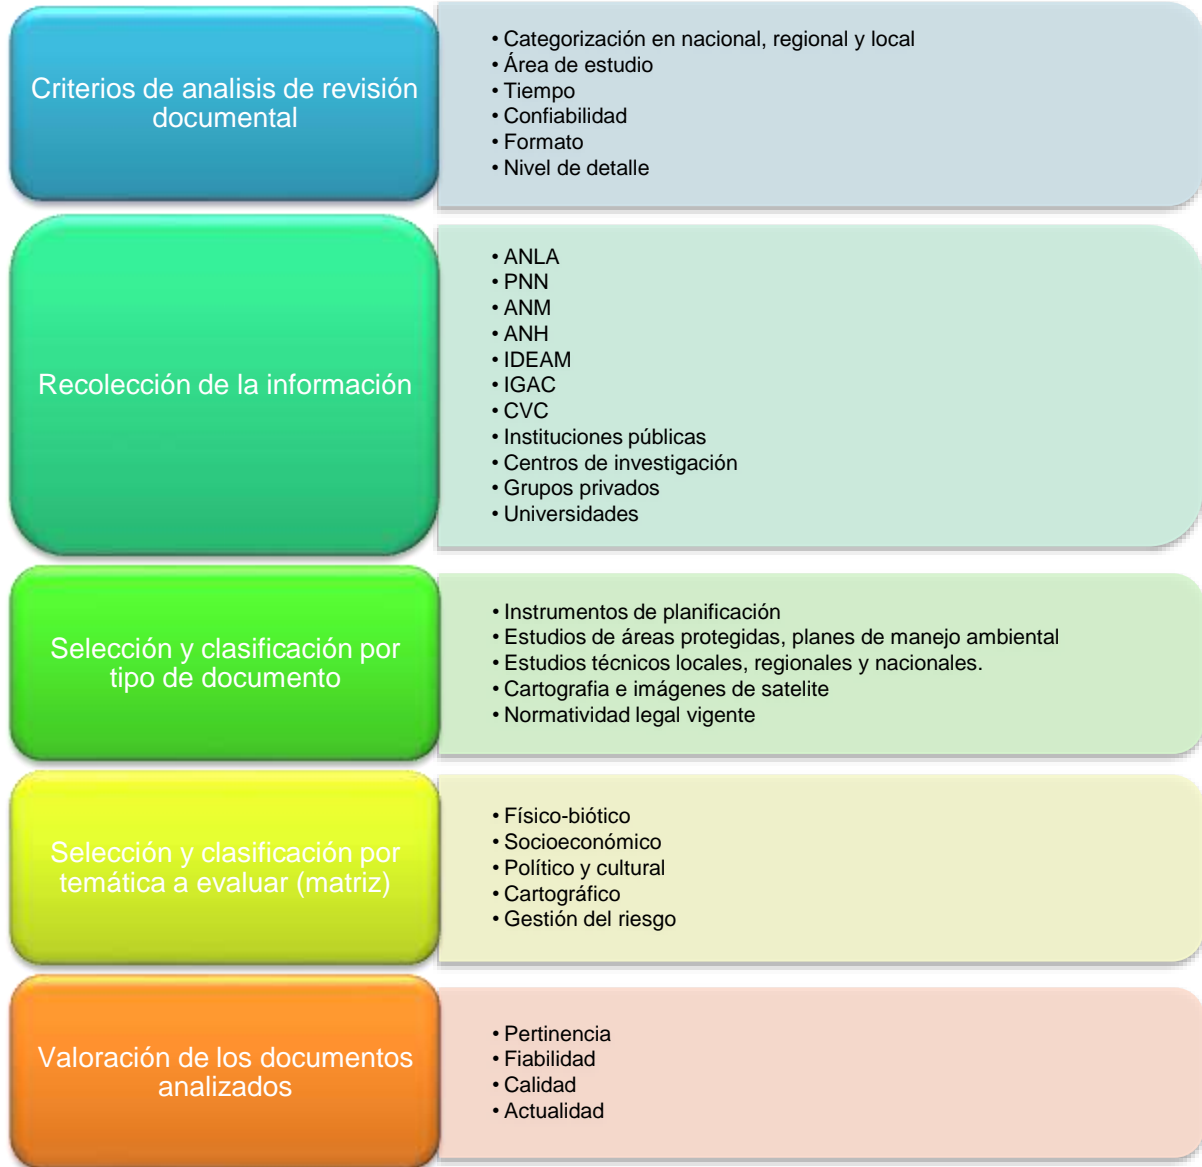 Criterios de analisis de revisión
documental
• Categorización en nacional, regional y local
• Área de estudio
• Tiempo
• Confiabilidad
• Formato
• Nivel de detalle
Recolección de la información
• ANLA
• PNN
• ANM
• ANH
• IDEAM
• IGAC
• CVC
• Instituciones públicas
• Centros de investigación
• Grupos privados
• Universidades
Selección y clasificación por
tipo de documento
• Instrumentos de planificación
• Estudios de áreas protegidas, planes de manejo ambiental
• Estudios técnicos locales, regionales y nacionales.
• Cartografia e imágenes de satelite
• Normatividad legal vigente
Selección y clasificación por
temática a evaluar (matriz)
• Físico-biótico
• Socioeconómico
• Político y cultural
• Cartográfico
• Gestión del riesgo
Valoración de los documentos
analizados
• Pertinencia
• Fiabilidad
• Calidad
• Actualidad